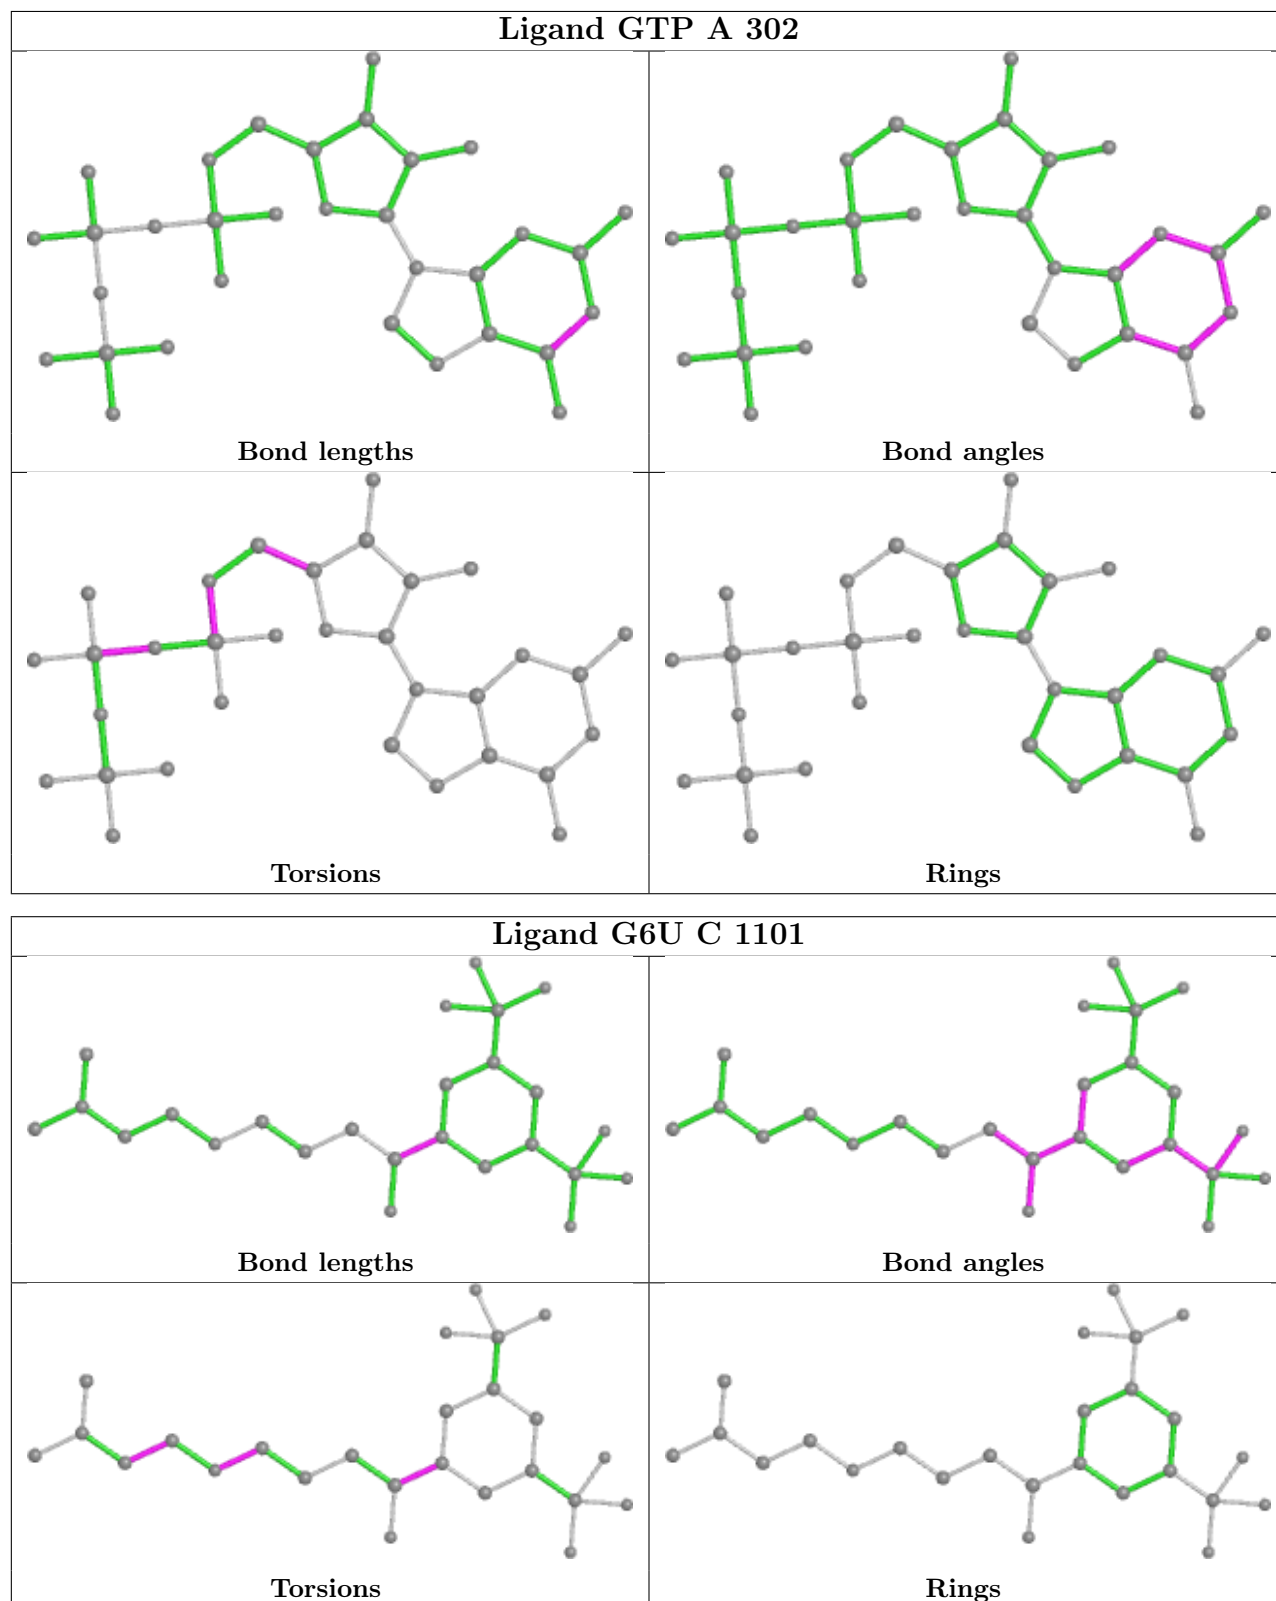 Ligand GTP A 302
Bond lengths
Bond angles
Torsions
Rings
Ligand G6U C 1101
Bond lengths
Bond angles
Torsions
Rings